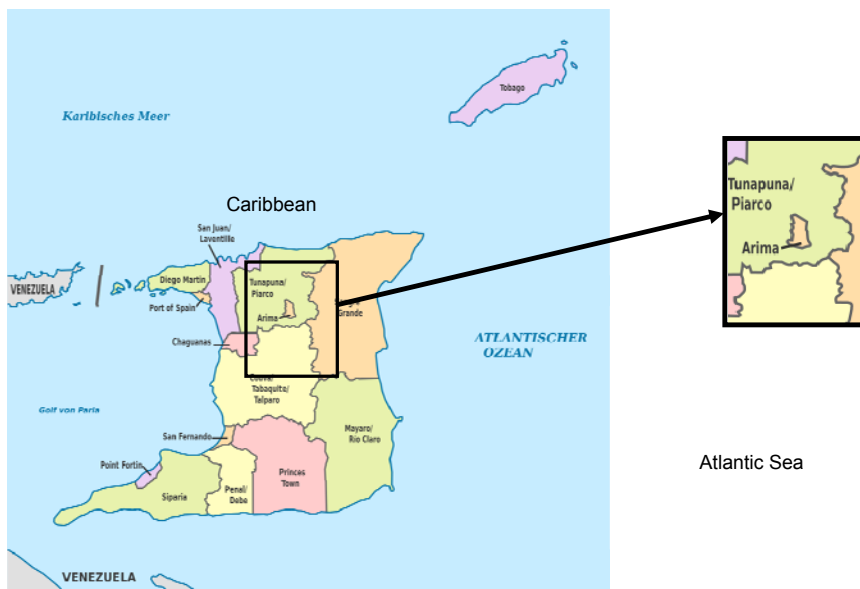 Tobago
Karibisches Meer
Caribbean
San Juan/
Laventille
Tunapuna/
Piarco
Arima
VENEZUELA
Diego Martin
Tunapuna/
Piarco
Port of Spain
Arima
Grande
Chaguanas
ATLANTISCHER
OZEAN
Tabaquite/
Talparo
Golf von Paria
Mayaro/
Rio Claro
San Fernando
Point Fortin
Atlantic Sea
Princes
Town
Siparia
Penal/
Debe
VENEZUELA